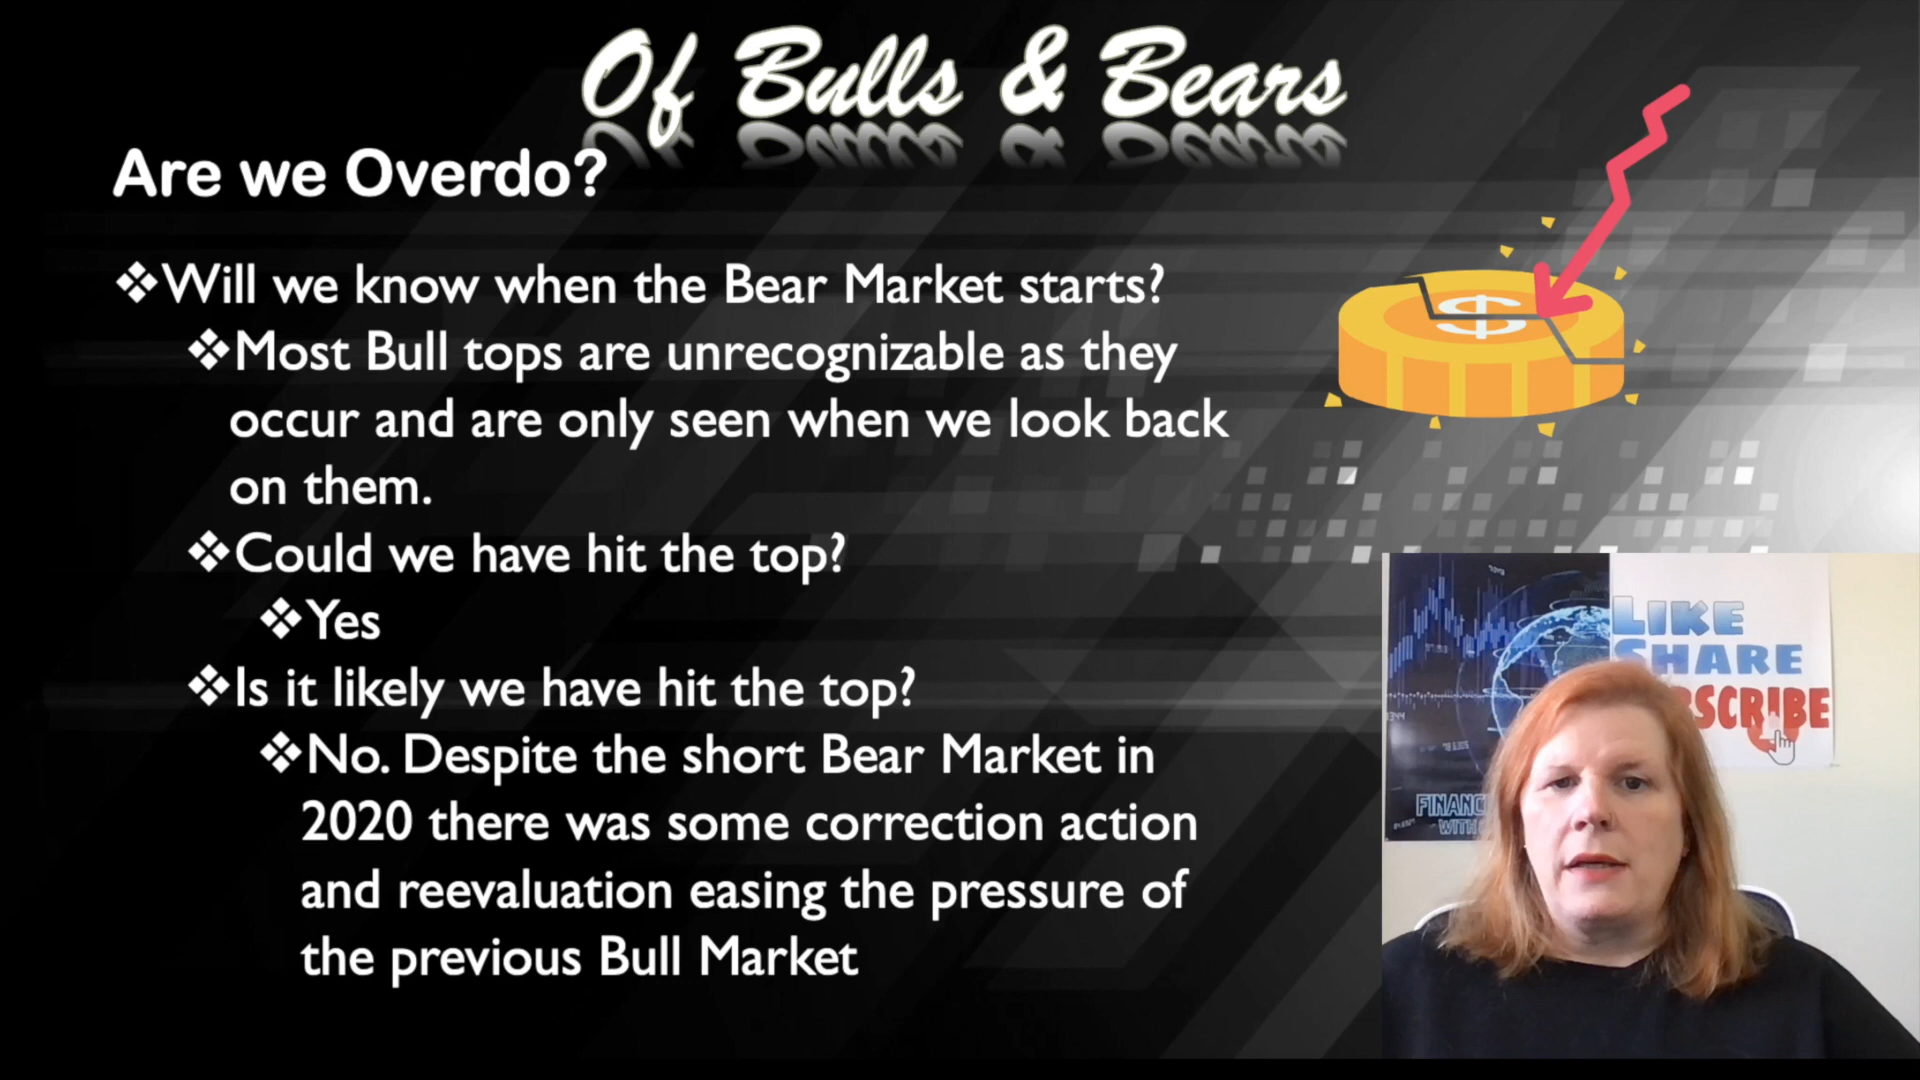 Of Bulls & Bears
Are we Overdo?
❖Will we know when the Bear Market starts?
❖Most Bull tops are unrecognizable as they
occur and are only seen when we look back
on them.
❖Could we have hit the top?
❖Yes
❖Is it likely we have hit the top?
❖No. Despite the short Bear Market in
2020 there was some correction action
and reevaluation easing the pressure of
the previous Bull Market
$
LIKE
SHARE
SCRIBE
FINANC
WITH